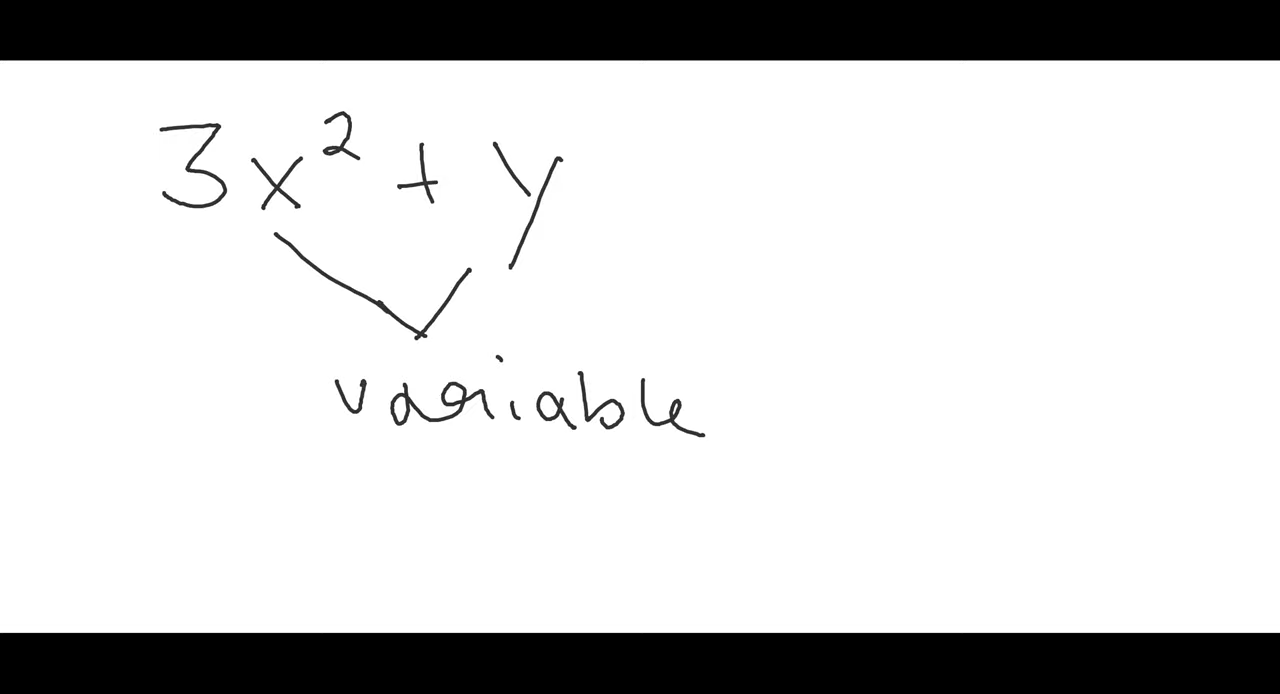 3x² + y
variable